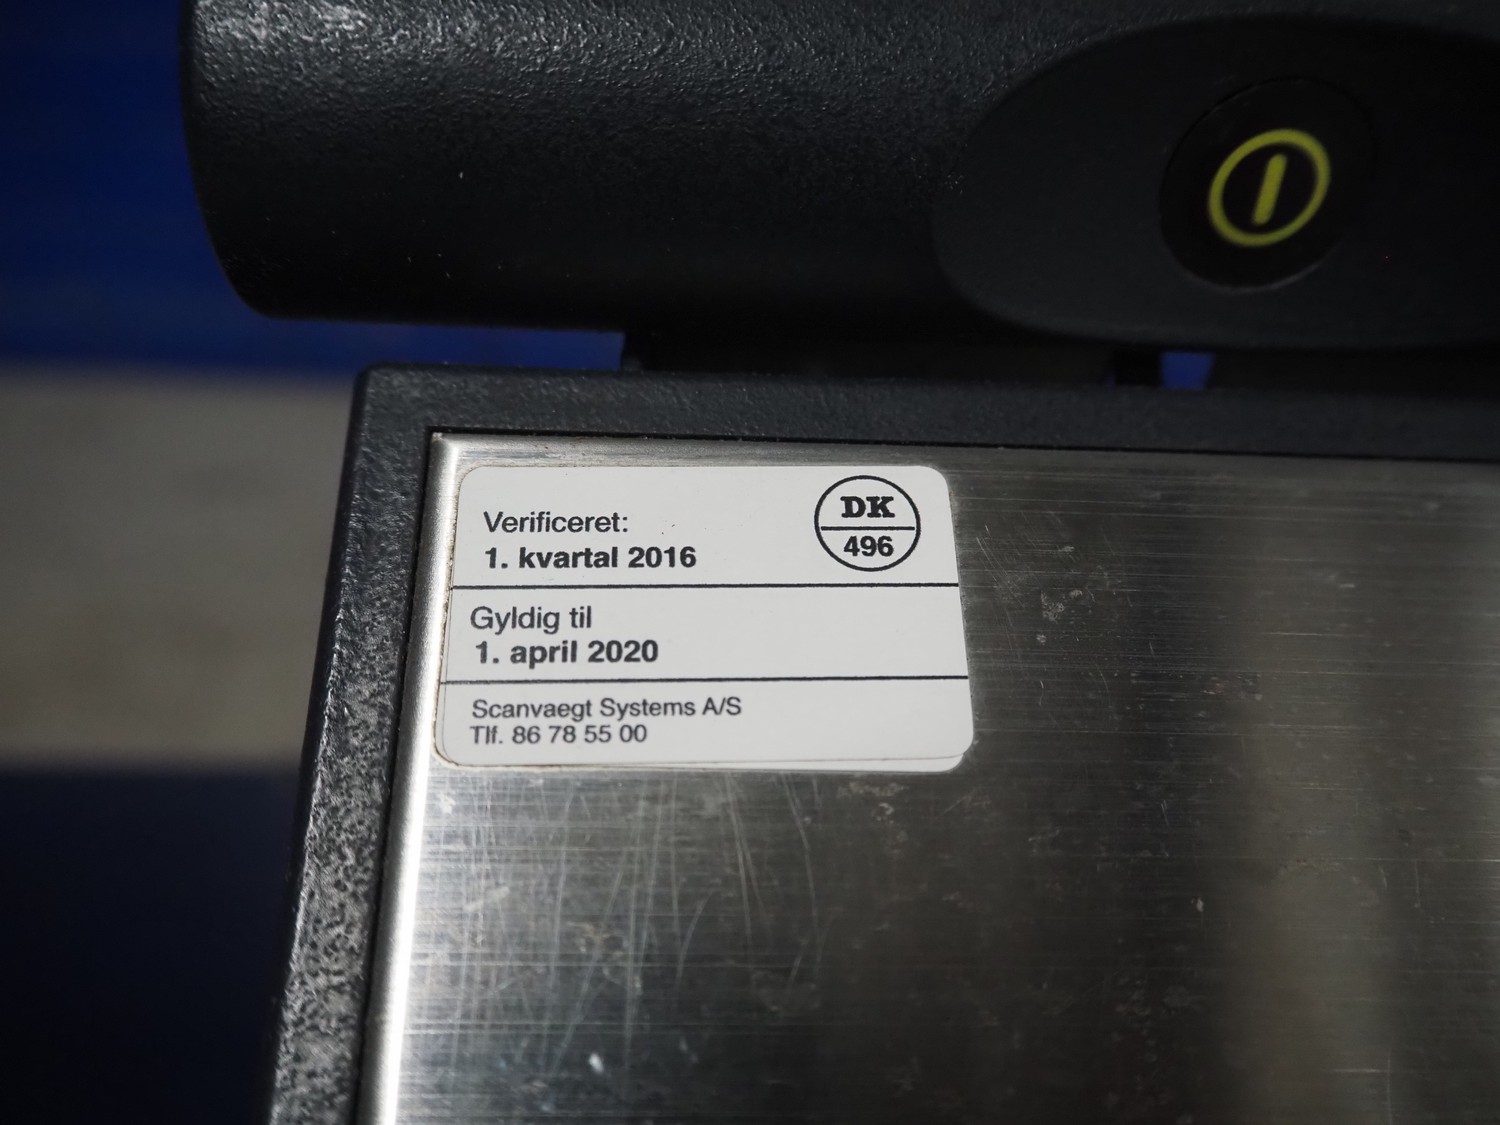 Verificeret:
1. kvartal 2016
DK
496
Gyldig til
1. april 2020
Scanvaegt Systems A/S
Tlf. 86 78 55 00